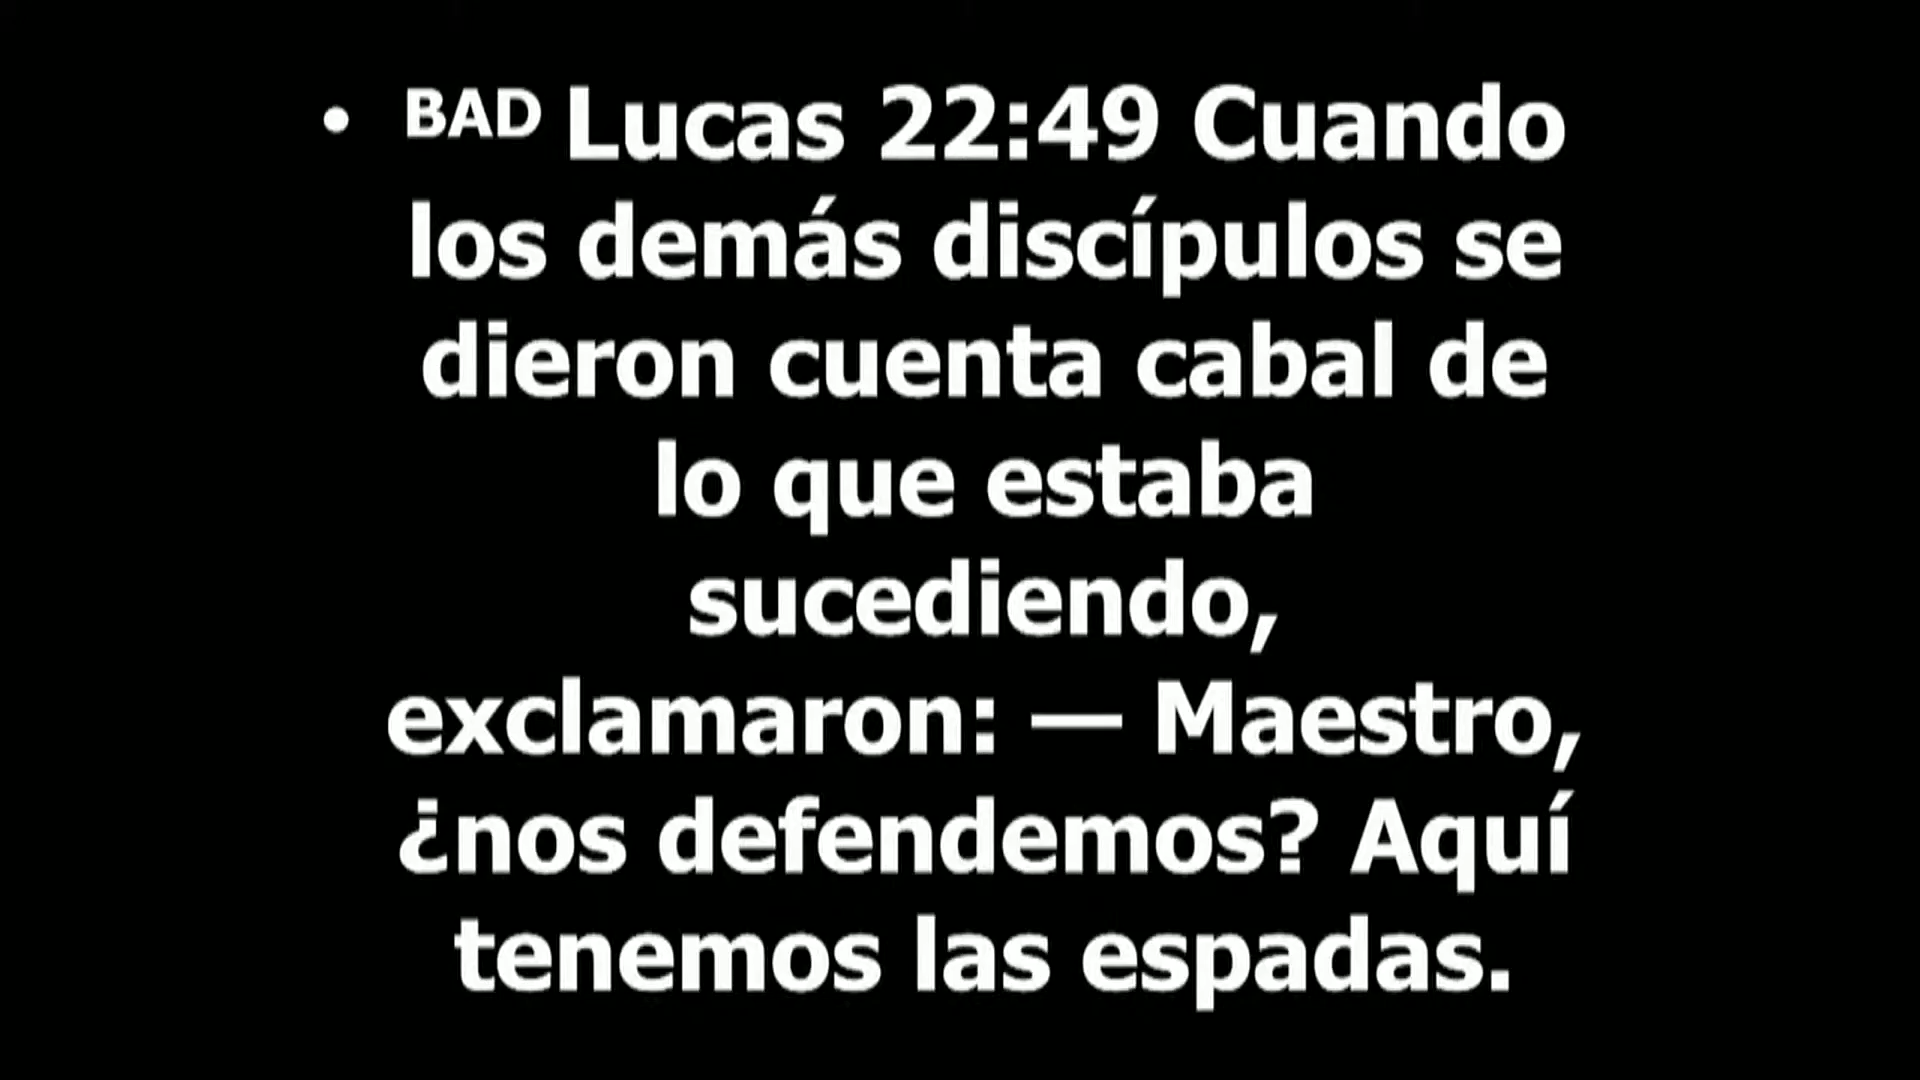 • BAD Lucas 22:49 Cuando
los demás discípulos se
dieron cuenta cabal de
lo que estaba
sucediendo,
exclamaron: — Maestro,
¿nos defendemos? Aquí
tenemos las espadas.